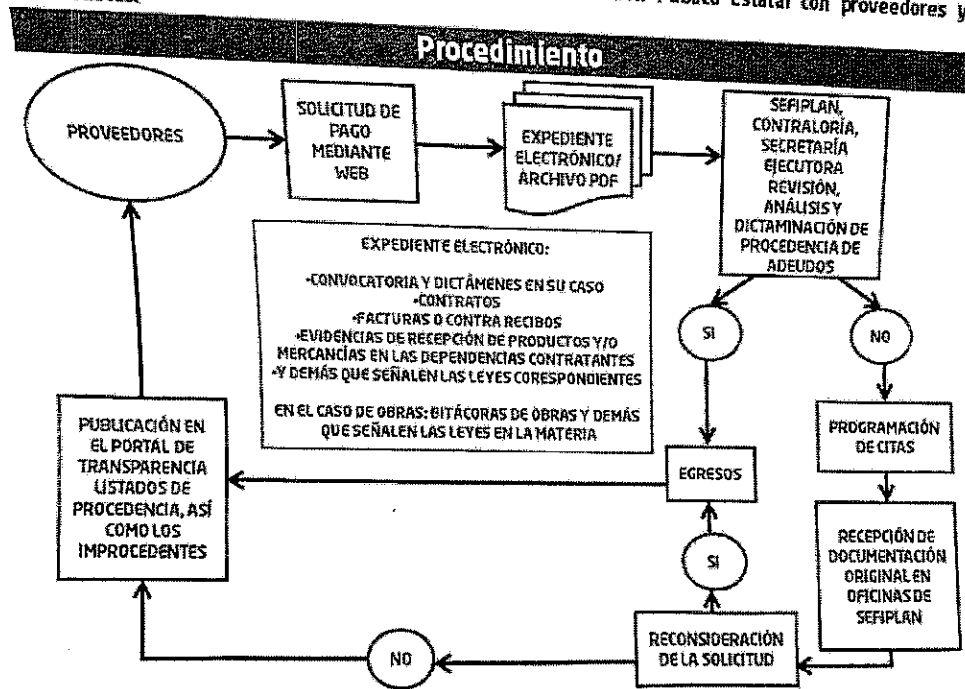 Estatal con proveedores y
Procedimiento
PROVEEDORES
SOLICITUD DE
PAGO
MEDIANTE
WEB
EXPEDIENTE
ELECTRÓNICO/
ARCHIVO PDF
SEFIPLAN,
CONTRALORÍA,
SECRETARÍA
EJECUTORA
REVISIÓN,
ANÁLISIS Y
DICTAMINACIÓN DE
PROCEDENCIA DE
ADEUDOS
EXPEDIENTE ELECTRÓNICO:
•CONVOCATORIA Y DICTÁMENES EN SU CASO
•CONTRATOS
•FACTURAS O CONTRA RECIBOS
•EVIDENCIAS DE RECEPCIÓN DE PRODUCTOS Y/O
MERCANCÍAS EN LAS DEPENDENCIAS CONTRATANTES
•Y DEMÁS QUE SEÑALEN LAS LEYES CORESPONDIENTES
EN EL CASO DE OBRAS: BITÁCORAS DE OBRAS Y DEMÁS
QUE SEÑALEN LAS LEYES EN LA MATERIA
SI
NO
PROGRAMACIÓN
DE CITAS
EGRESOS
PUBLICACIÓN EN
EL PORTAL DE
TRANSPARENCIA
LISTADOS DE
PROCEDENCIA, ASÍ
COMO LOS
IMPROCEDENTES
RECEPCIÓN DE
DOCUMENTACIÓN
ORIGINAL EN
OFICINAS DE
SEFIPLAN
SI
RECONSIDERACIÓN
DE LA SOLICITUD
NO